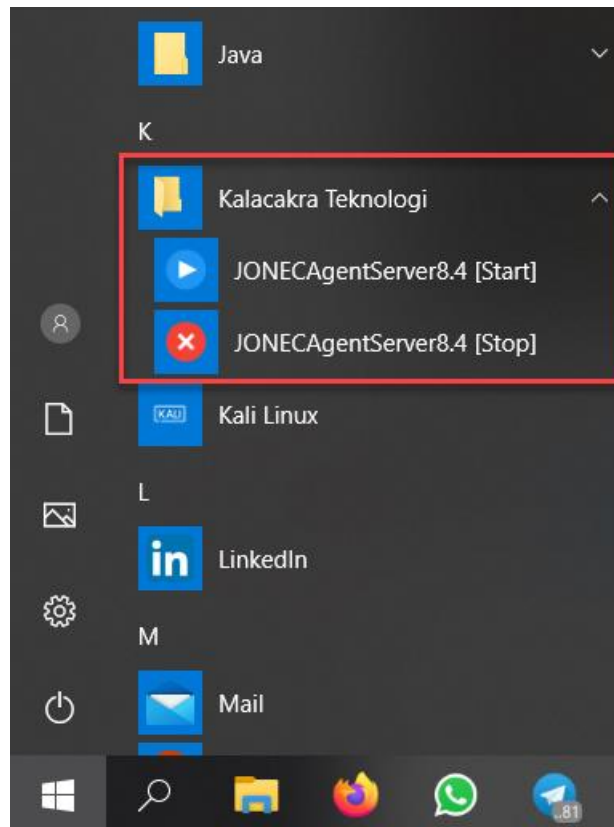 Java
K
Kalacakra Teknologi
JONECAgentServer8.4 [Start]
JONECAgentServer8.4 [Stop]
KALI
Kali Linux
L
in
LinkedIn
M
Mail
..81